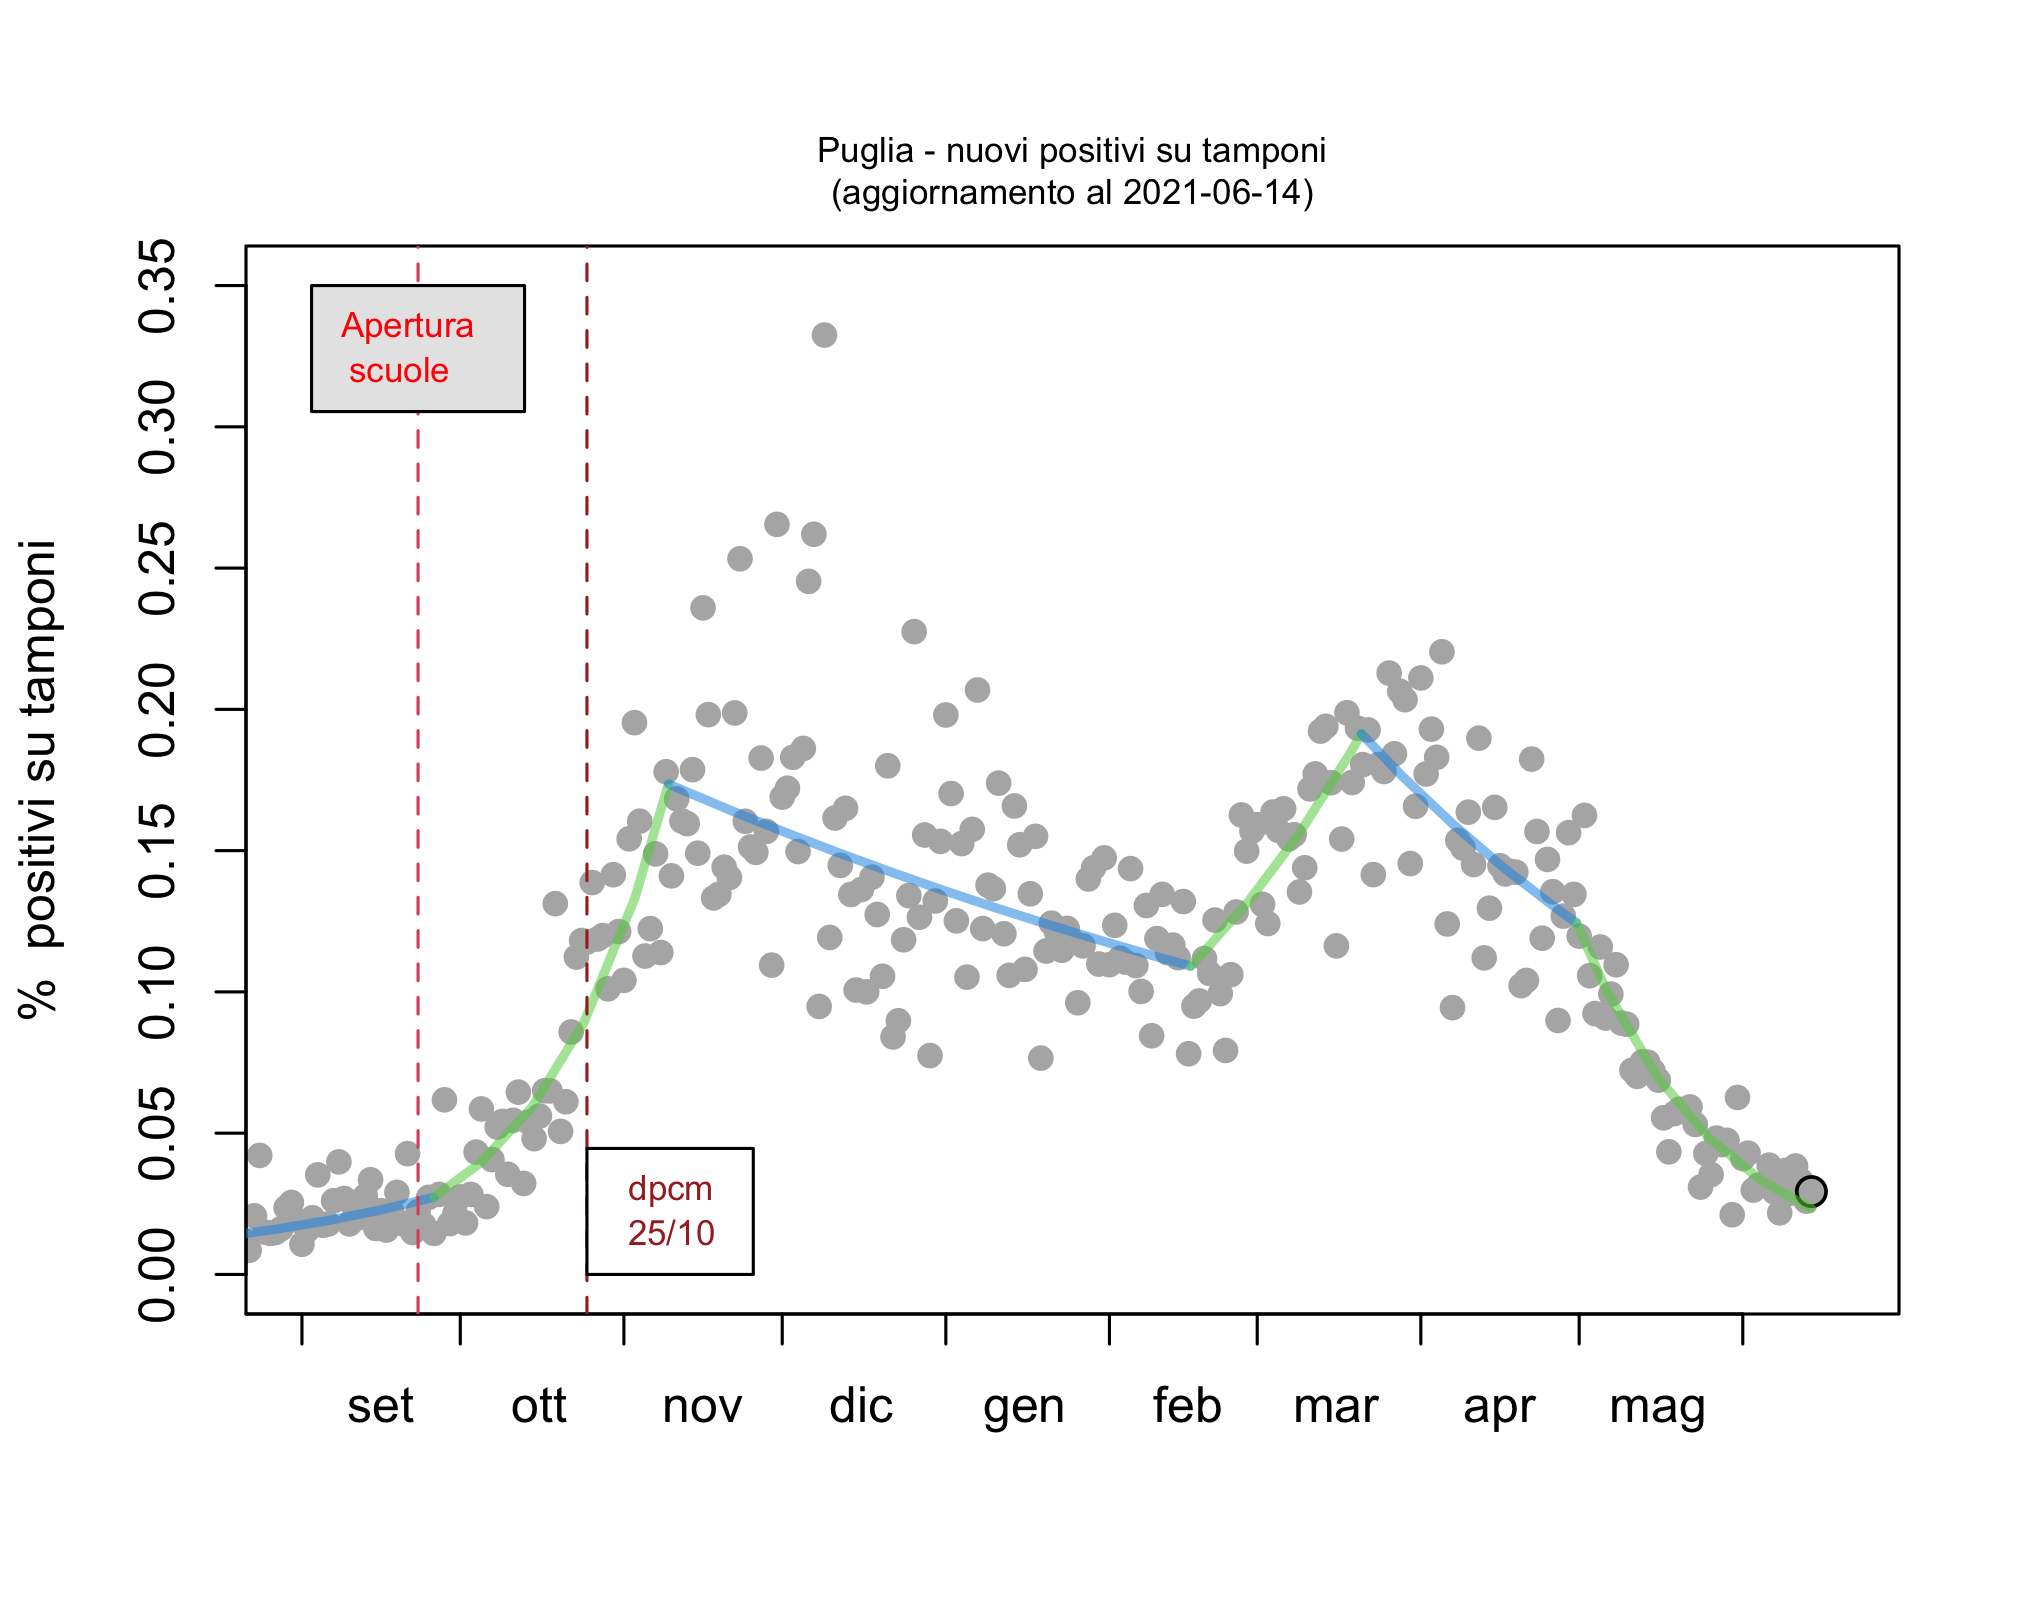 Puglia - nuovi positivi su tamponi
(aggiornamento al 2021-06-14)
% positivi su tamponi
0.35
0.30
0.25
0.20
0.15
0.10
0.05
0.00
Apertura
scuole
dpcm
25/10
set ott nov dic gen feb mar apr mag